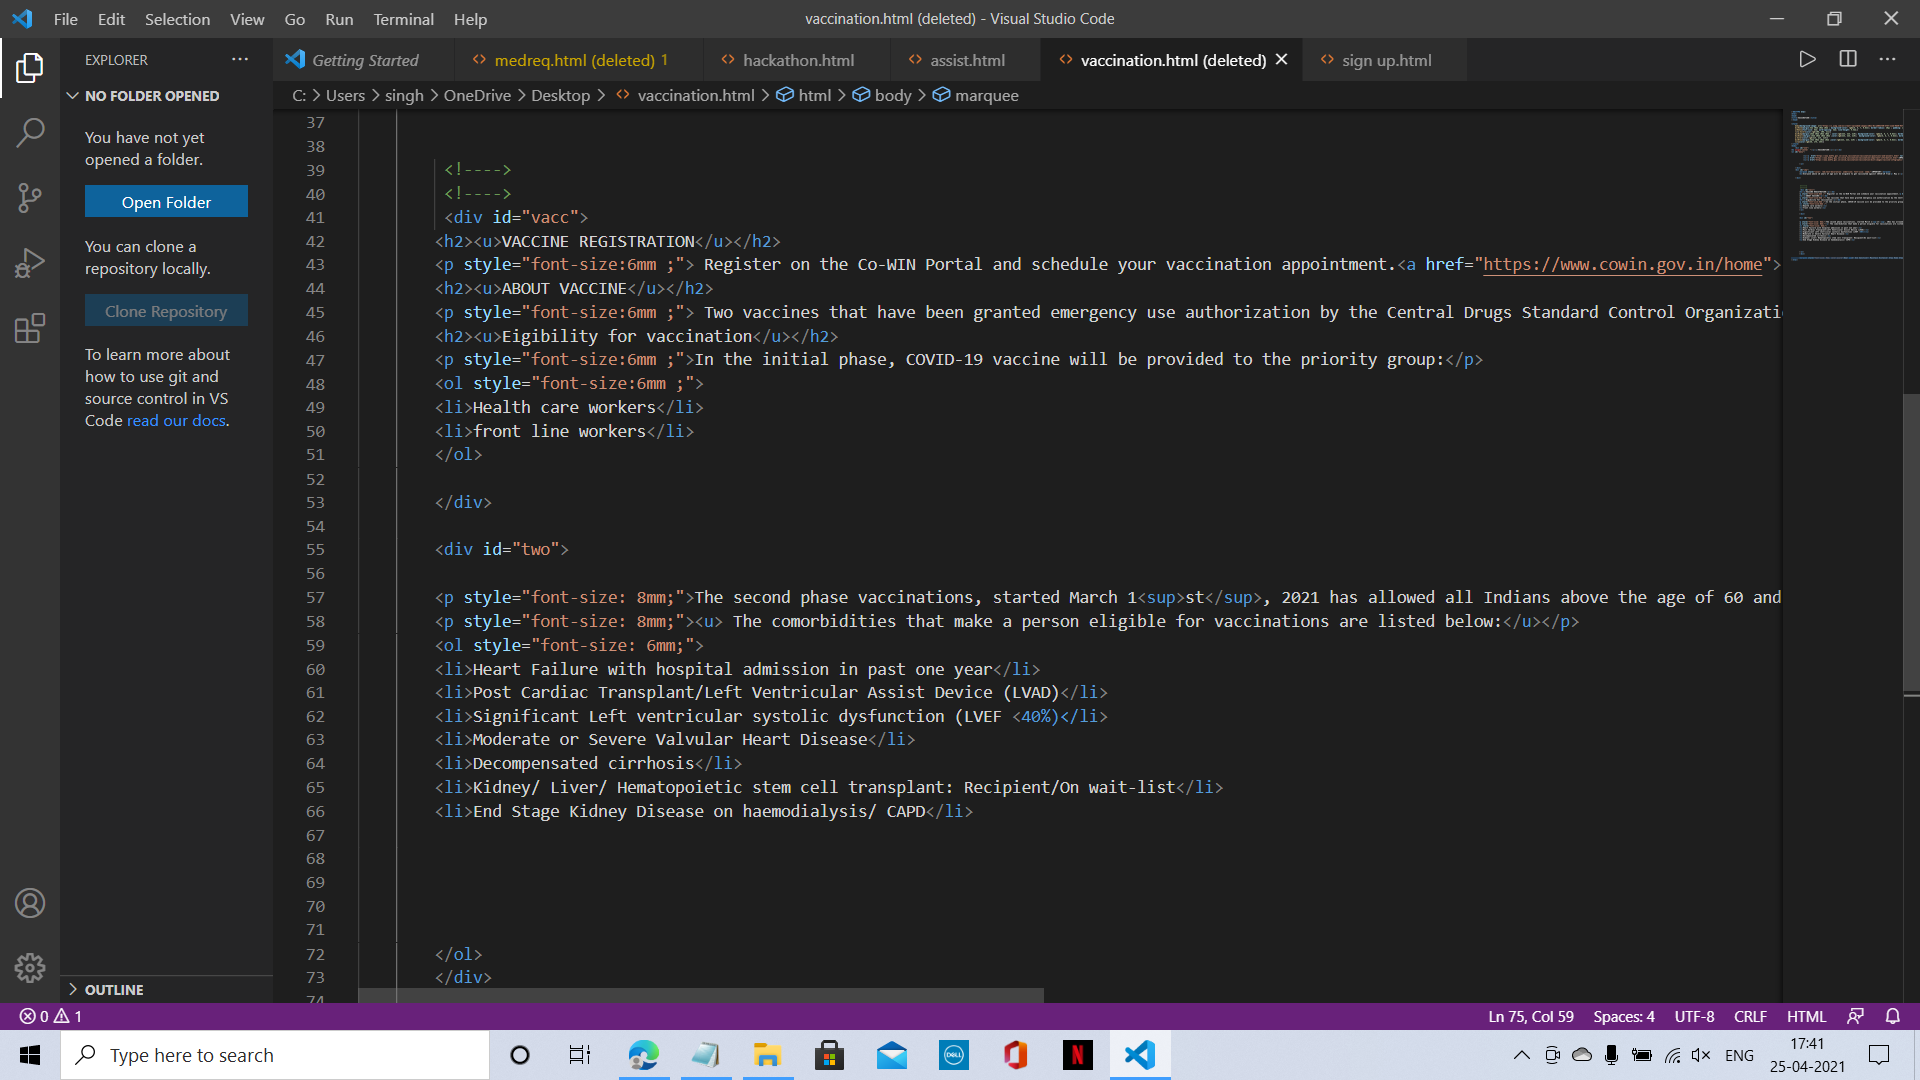 File Edit Selection View Go Run Terminal Help
vaccination.html (deleted) - Visual Studio Code
EXPLORER
Getting Started
medreq.html (deleted) 1
hackathon.html
assist.html
vaccination.html (deleted)
sign up.html
NO FOLDER OPENED
C: > Users > singh > OneDrive > Desktop > vaccination.html > html > body > marquee
You have not yet
opened a folder.
Open Folder
You can clone a
repository locally.
Clone Repository
To learn more about
how to use git and
source control in VS
Code read our docs.
OUTLINE
37
38
39 <!---->
40 <!---->
41 <div id="vacc">
42 <h2><u>VACCINE REGISTRATION</u></h2>
43 <p style="font-size:6mm ;"> Register on the Co-WIN Portal and schedule your vaccination appointment.<a href="https://www.cowin.gov.in/home">
44 <h2><u>ABOUT VACCINE</u></h2>
45 <p style="font-size:6mm ;"> Two vaccines that have been granted emergency use authorization by the Central Drugs Standard Control Organizati
46 <h2><u>Eigibility for vaccination</u></h2>
47 <p style="font-size:6mm ;">In the initial phase, COVID-19 vaccine will be provided to the priority group:</p>
48 <ol style="font-size:6mm ;">
49 <li>Health care workers</li>
50 <li>front line workers</li>
51 </ol>
52
53 </div>
54
55 <div id="two">
56
57 <p style="font-size: 8mm;">The second phase vaccinations, started March 1<sup>st</sup>, 2021 has allowed all Indians above the age of 60 and
58 <p style="font-size: 8mm;"><u> The comorbidities that make a person eligible for vaccinations are listed below:</u></p>
59 <ol style="font-size: 6mm;">
60 <li>Heart Failure with hospital admission in past one year</li>
61 <li>Post Cardiac Transplant/Left Ventricular Assist Device (LVAD)</li>
62 <li>Significant Left ventricular systolic dysfunction (LVEF <40%)</li>
63 <li>Moderate or Severe Valvular Heart Disease</li>
64 <li>Decompensated cirrhosis</li>
65 <li>Kidney/ Liver/ Hematopoietic stem cell transplant: Recipient/On wait-list</li>
66 <li>End Stage Kidney Disease on haemodialysis/ CAPD</li>
67
68
69
70
71
72 </ol>
73 </div>
74
0 1
Ln 75, Col 59 Spaces: 4 UTF-8 CRLF HTML
Type here to search
DELL
N
ENG
17:41
25-04-2021